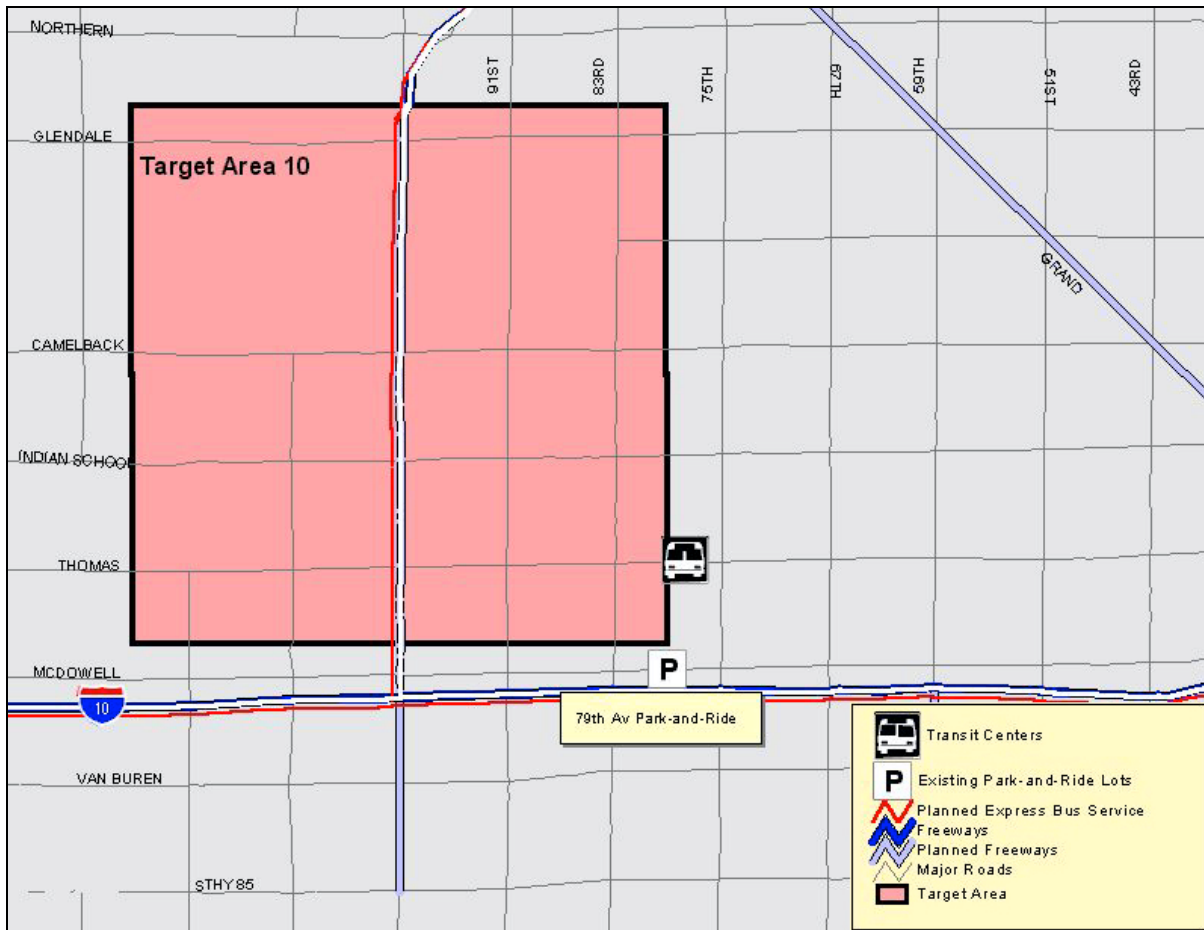 NORTHERN
91ST
83RD
75TH
67TH
59TH
51ST
43RD
GLENDALE
Target Area 10
GRAND
CAMELBACK
INDIAN SCHOOL
THOMAS
MCDOWELL
P
10
79th Av Park-and-Ride
VAN BUREN
STHY 85
Transit Centers
P
Existing Park-and-Ride Lots
Planned Express Bus Service
Freeways
Planned Freeways
Major Roads
Target Area